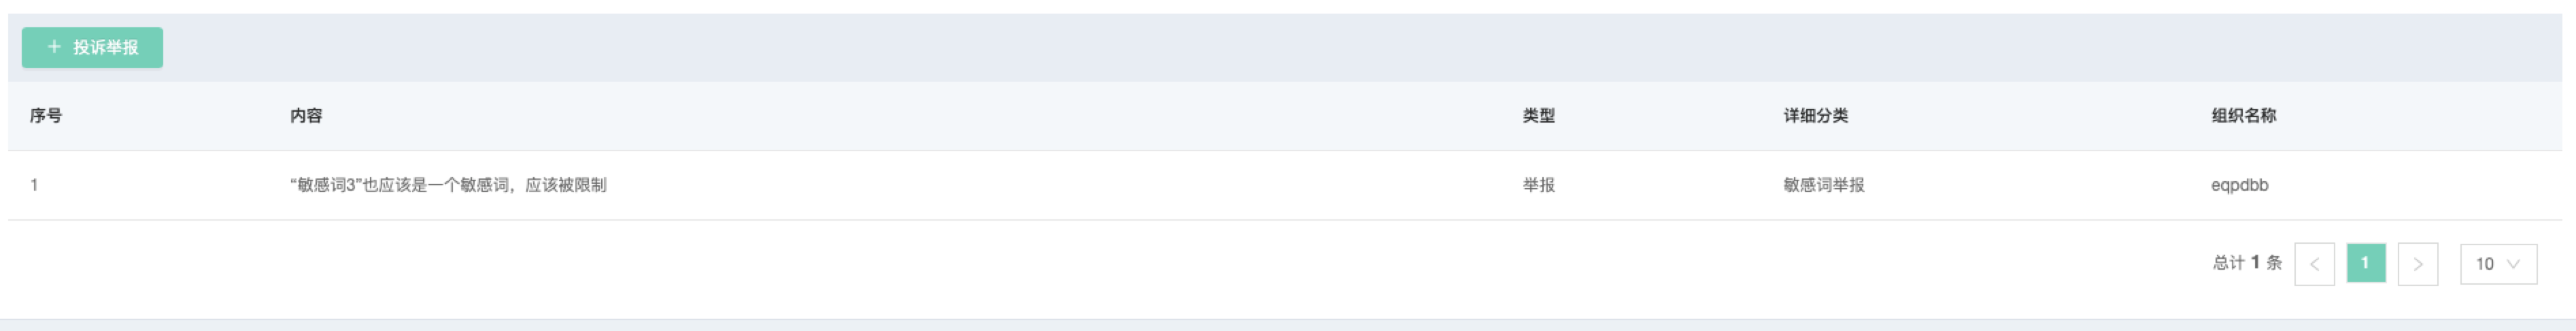 + 投诉举报
序号 内容 类型 详细分类 组织名称
1 “敏感词3”也应该是一个敏感词，应该被限制 举报 敏感词举报 eqpdbb
总计 1 条 < 1 > 10